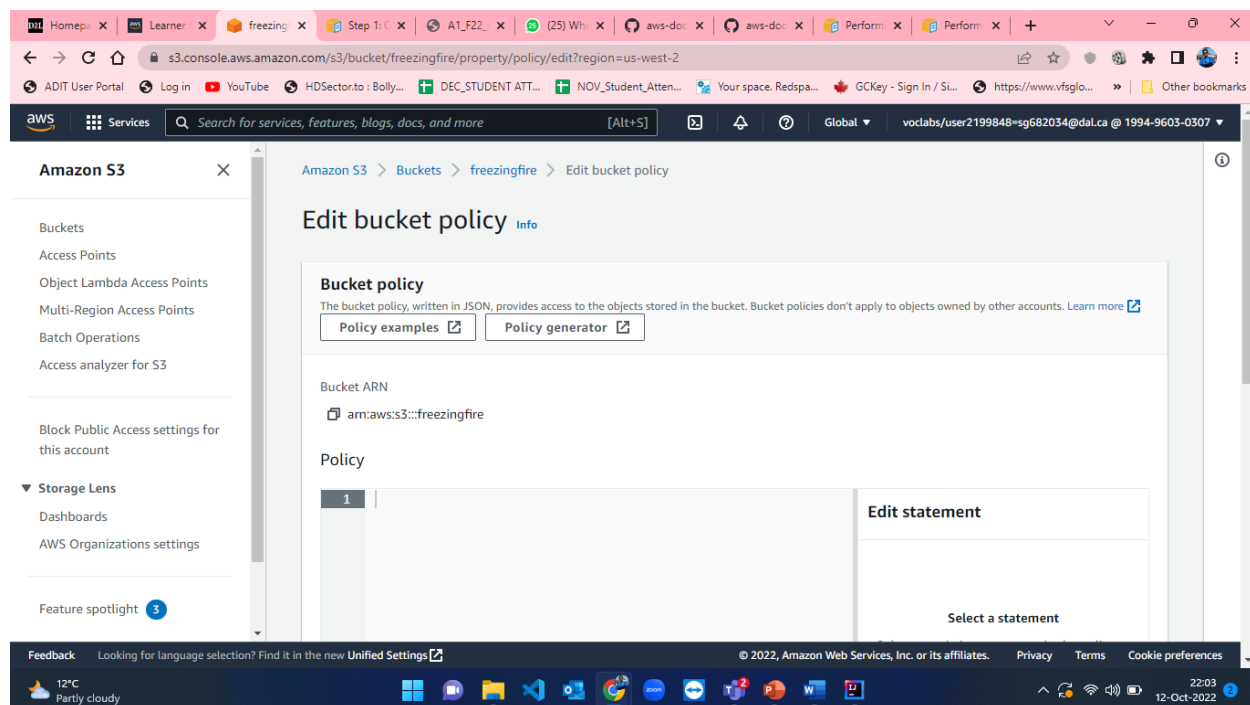 Homepa
Learner
freezing
Step 1: C
A1_F22_
(25) Wh
aws-doc
aws-doc
Perform
Perform
s3.console.aws.amazon.com/s3/bucket/freezingfire/property/policy/edit?region=us-west-2
ADIT User Portal
Log in
YouTube
HDSector.to : Bolly...
DEC_STUDENT ATT...
NOV_Student_Atten...
Your space. Redspa...
GCKey - Sign In / Si...
https://www.vfsglo...
»
Other bookmarks
aws
Services
Search for services, features, blogs, docs, and more
[Alt+S]
Global
voclabs/user2199848=sg682034@dal.ca @ 1994-9603-0307
Amazon S3
Buckets
Access Points
Object Lambda Access Points
Multi-Region Access Points
Batch Operations
Access analyzer for S3
Block Public Access settings for
this account
Storage Lens
Dashboards
AWS Organizations settings
Feature spotlight 3
Amazon S3 > Buckets > freezingfire > Edit bucket policy
Edit bucket policy Info
Bucket policy
The bucket policy, written in JSON, provides access to the objects stored in the bucket. Bucket policies don't apply to objects owned by other accounts. Learn more
Policy examples
Policy generator
Bucket ARN
arn:aws:s3:::freezingfire
Policy
1
Edit statement
Select a statement
Feedback
Looking for language selection? Find it in the new Unified Settings
© 2022, Amazon Web Services, Inc. or its affiliates.
Privacy
Terms
Cookie preferences
12°C
Partly cloudy
22:03
12-Oct-2022
2